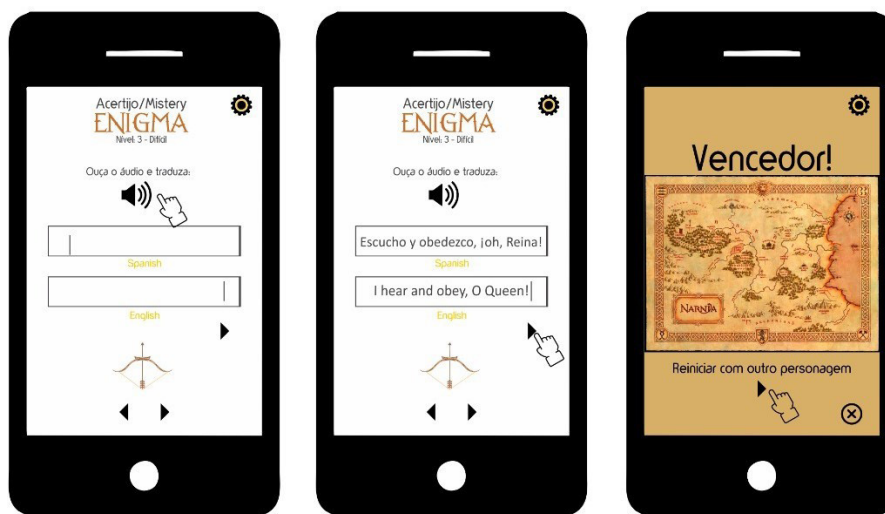 Acertijo/Mistery
ENIGMA
Nível: 3 - Difícil
Ouça o áudio e traduza:
Spanish
English
Acertijo/Mistery
ENIGMA
Nível: 3 - Difícil
Ouça o áudio e traduza:
Escucho y obedezco, ¡oh, Reina!
Spanish
I hear and obey, O Queen!
English
Vencedor!
NARNIA
Reiniciar com outro personagem